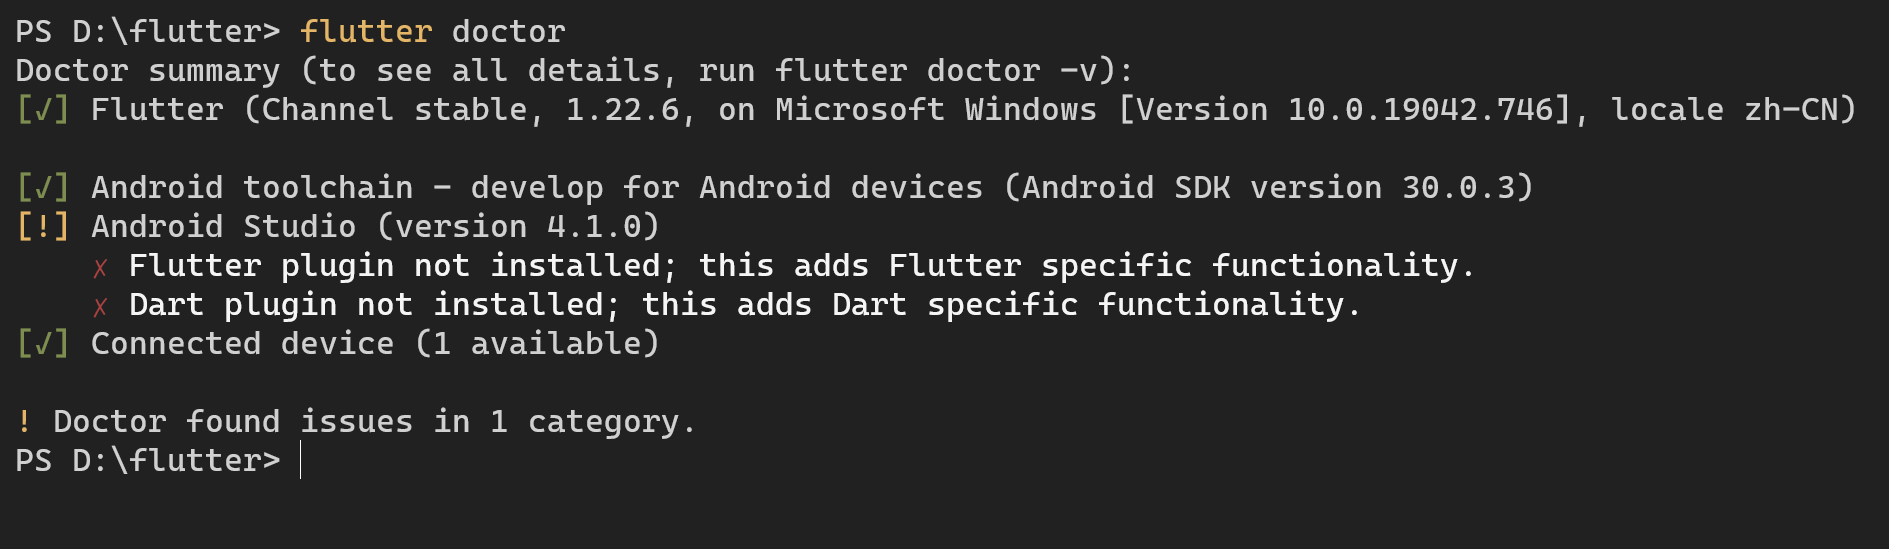 PS D:\flutter> flutter doctor
Doctor summary (to see all details, run flutter doctor -v):
[√] Flutter (Channel stable, 1.22.6, on Microsoft Windows [Version 10.0.19042.746], locale zh-CN)
[√] Android toolchain - develop for Android devices (Android SDK version 30.0.3)
[!] Android Studio (version 4.1.0)
✗ Flutter plugin not installed; this adds Flutter specific functionality.
✗ Dart plugin not installed; this adds Dart specific functionality.
[√] Connected device (1 available)
! Doctor found issues in 1 category.
PS D:\flutter>